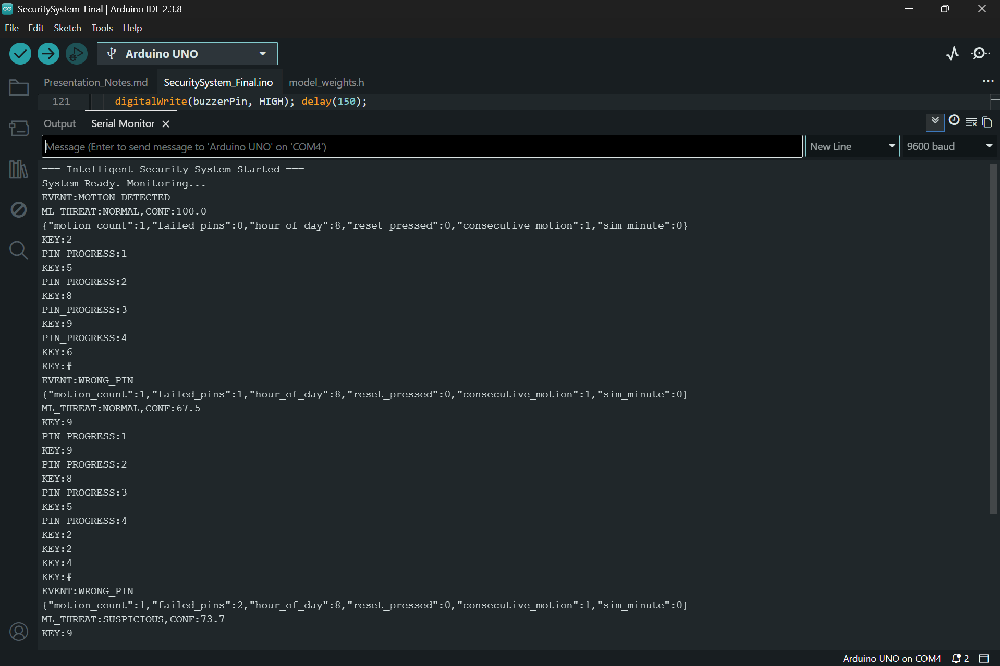 SecuritySystem_Final | Arduino IDE 2.3.8
File Edit Sketch Tools Help
Arduino UNO
Presentation_Notes.md SecuritySystem_Final.ino model_weights.h ...
121 digitalWrite(buzzerPin, HIGH); delay(150);
Output Serial Monitor
Message (Enter to send message to 'Arduino UNO' on 'COM4') New Line 9600 baud
=== Intelligent Security System Started ===
System Ready. Monitoring...
EVENT:MOTION_DETECTED
ML_THREAT:NORMAL,CONF:100.0
{"motion_count":1,"failed_pins":0,"hour_of_day":8,"reset_pressed":0,"consecutive_motion":1,"sim_minute":0}
KEY:2
PIN_PROGRESS:1
KEY:5
PIN_PROGRESS:2
KEY:8
PIN_PROGRESS:3
KEY:9
PIN_PROGRESS:4
KEY:6
KEY:#
EVENT:WRONG_PIN
{"motion_count":1,"failed_pins":1,"hour_of_day":8,"reset_pressed":0,"consecutive_motion":1,"sim_minute":0}
ML_THREAT:NORMAL,CONF:67.5
KEY:9
PIN_PROGRESS:1
KEY:9
PIN_PROGRESS:2
KEY:8
PIN_PROGRESS:3
KEY:5
PIN_PROGRESS:4
KEY:2
KEY:2
KEY:4
KEY:#
EVENT:WRONG_PIN
{"motion_count":1,"failed_pins":2,"hour_of_day":8,"reset_pressed":0,"consecutive_motion":1,"sim_minute":0}
ML_THREAT:SUSPICIOUS,CONF:73.7
KEY:9
Arduino UNO on COM4 2